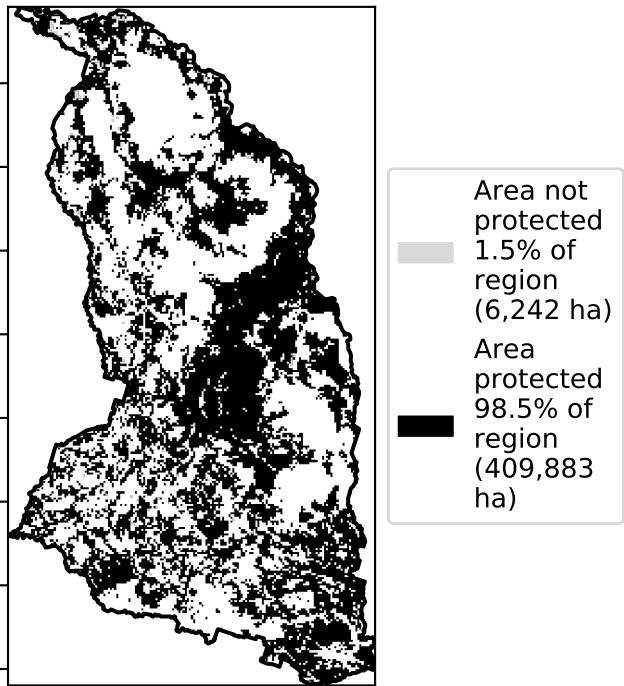 Area not
protected
1.5% of
region
(6,242 ha)
Area
protected
98.5% of
region
(409,883
ha)